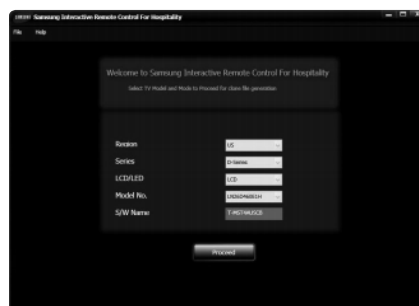 Samsung Interactive Remote Control For Hospitality
File Help
Welcome to Samsung Interactive Remote Control For Hospitality
Select TV Model and Mode to Proceed for clone file generation
Region US
Series D-Series
LCD/LED LCD
Model No.
S/W Name
Proceed